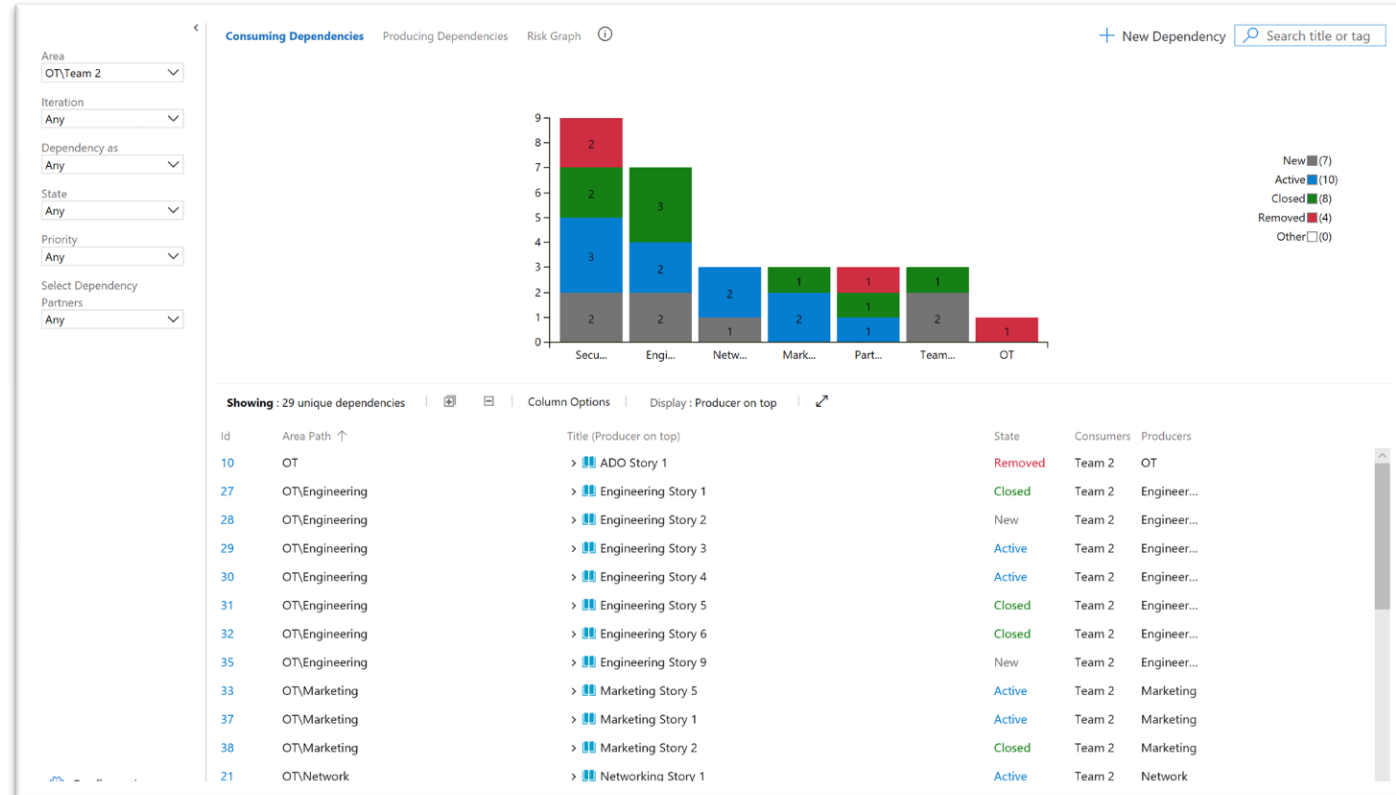 Consuming Dependencies Producing Dependencies Risk Graph
New Dependency Search title or tag
Area
OT\Team 2
Iteration
Any
Dependency as
Any
State
Any
Priority
Any
Select Dependency
Partners
Any
9
8
7
6
5
4
3
2
1
0
2
2
3
2
3
2
2
2
1
1
2
1
1
1
1
2
1
Secu... Engi... Netw... Mark... Part... Team... OT
New (7)
Active (10)
Closed (8)
Removed (4)
Other (0)
Showing : 29 unique dependencies Column Options Display : Producer on top
Id Area Path Title (Producer on top) State Consumers Producers
10 OT ADO Story 1 Removed Team 2 OT
27 OT\Engineering Engineering Story 1 Closed Team 2 Engineer...
28 OT\Engineering Engineering Story 2 New Team 2 Engineer...
29 OT\Engineering Engineering Story 3 Active Team 2 Engineer...
30 OT\Engineering Engineering Story 4 Active Team 2 Engineer...
31 OT\Engineering Engineering Story 5 Closed Team 2 Engineer...
32 OT\Engineering Engineering Story 6 Closed Team 2 Engineer...
35 OT\Engineering Engineering Story 9 New Team 2 Engineer...
33 OT\Marketing Marketing Story 5 Active Team 2 Marketing
37 OT\Marketing Marketing Story 1 Active Team 2 Marketing
38 OT\Marketing Marketing Story 2 Closed Team 2 Marketing
21 OT\Network Networking Story 1 Active Team 2 Network